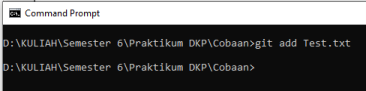 Command Prompt
D:\KULIAH\Semester 6\Praktikum DKP\Cobaan>git add Test.txt
D:\KULIAH\Semester 6\Praktikum DKP\Cobaan>